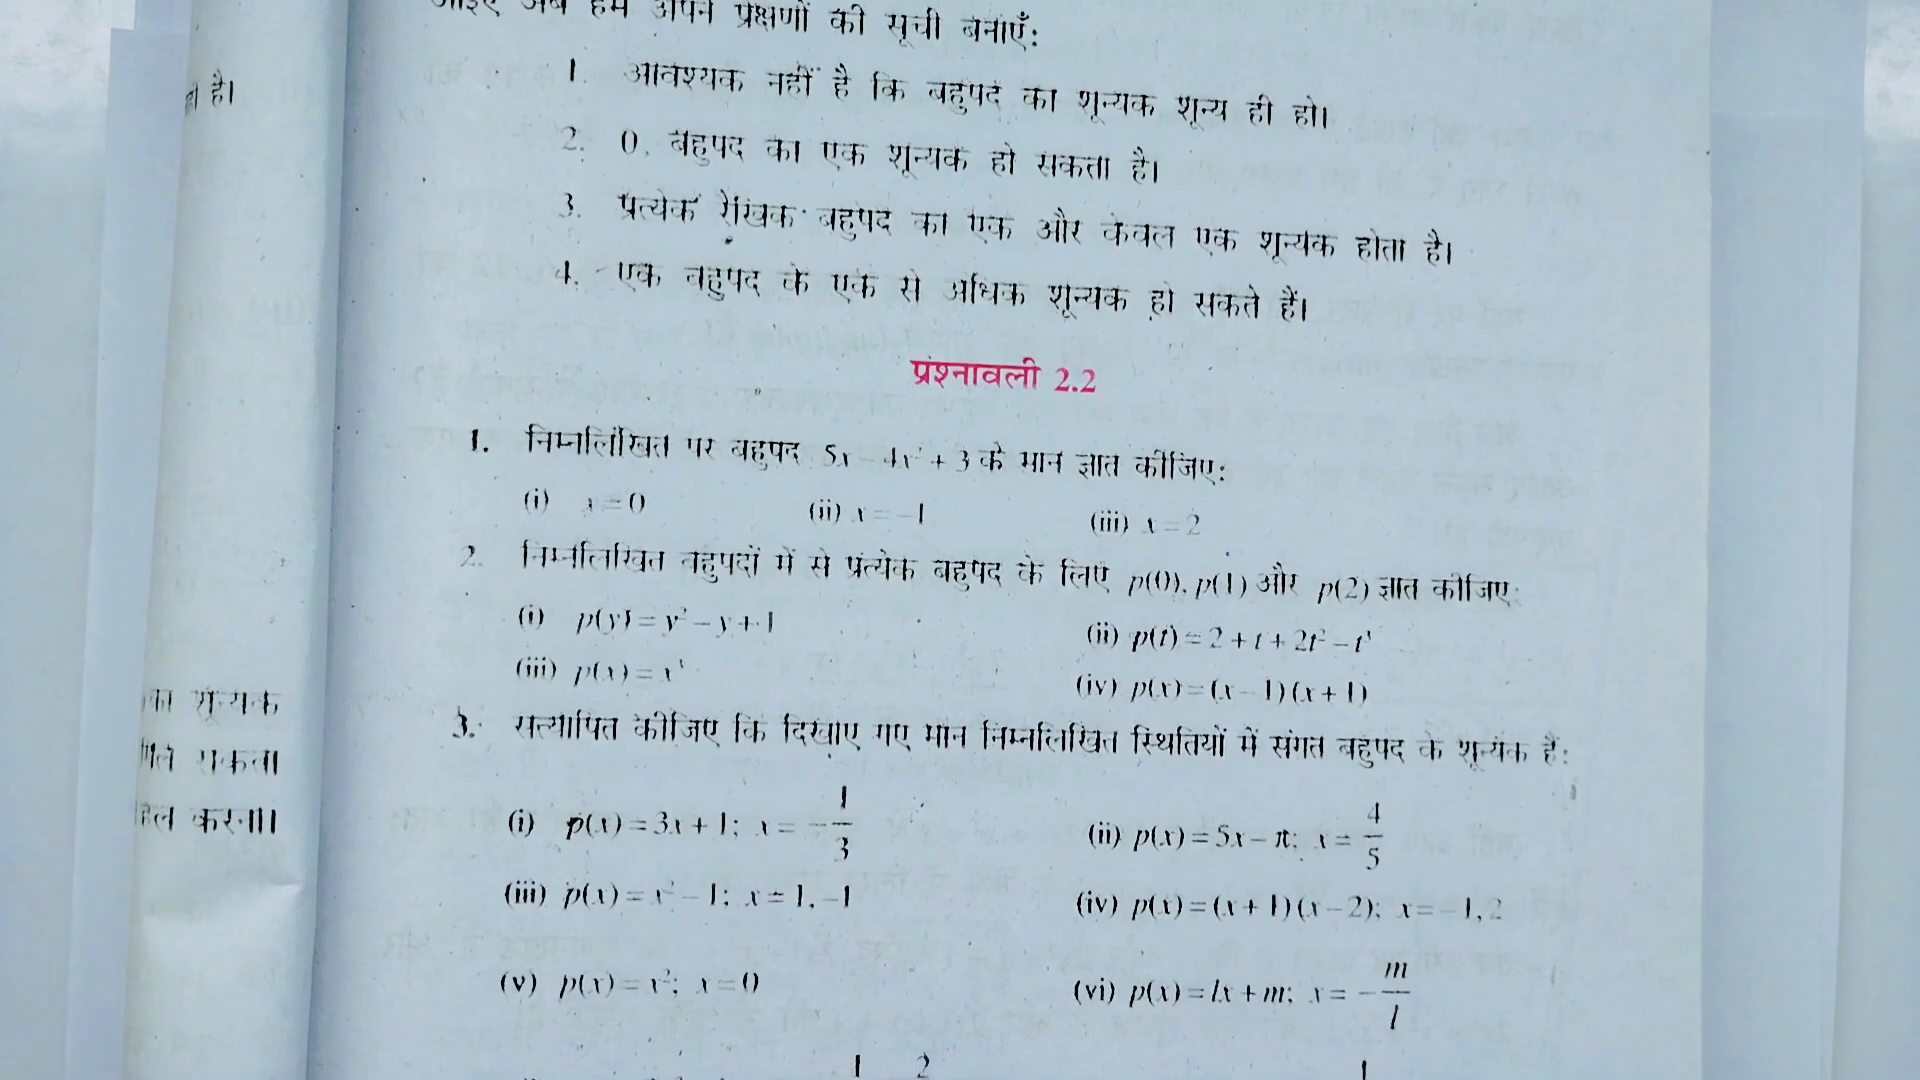 आइए अब हम अपने प्रेक्षणों की सूची बनाएँ:
1. आवश्यक नहीं है कि बहुपद का शून्यक शून्य ही हो।
2. 0, बहुपद का एक शून्यक हो सकता है।
3. प्रत्येक रैखिक बहुपद का एक और केवल एक शून्यक होता है।
4. एक बहुपद के एक से अधिक शून्यक हो सकते हैं।
प्रश्नावली 2.2
1. निम्नलिखित पर बहुपद 5x – 4x² + 3 के मान ज्ञात कीजिए:
(i) x = 0 (ii) x = –1 (iii) x = 2
2. निम्नलिखित बहुपदों में से प्रत्येक बहुपद के लिए p(0), p(1) और p(2) ज्ञात कीजिए:
(i) p(y) = y² – y + 1 (ii) p(t) = 2 + t + 2t² – t³
(iii) p(x) = x³ (iv) p(x) = (x – 1) (x + 1)
3. सत्यापित कीजिए कि दिखाए गए मान निम्नलिखित स्थितियों में संगत बहुपद के शून्यक हैं:
(i) p(x) = 3x + 1; x = –1/3 (ii) p(x) = 5x – π; x = 4/5
(iii) p(x) = x² – 1; x = 1, –1 (iv) p(x) = (x + 1) (x – 2); x = –1, 2
(v) p(x) = x²; x = 0 (vi) p(x) = lx + m; x = –m/l
है।
का शून्यक
सकता
करना।